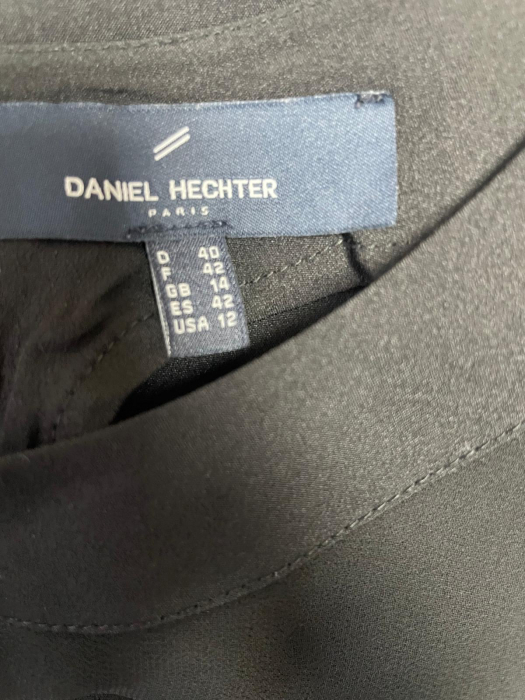 DANIEL HECHTER
PARIS
D 40
F 42
GB 14
ES 42
USA 12